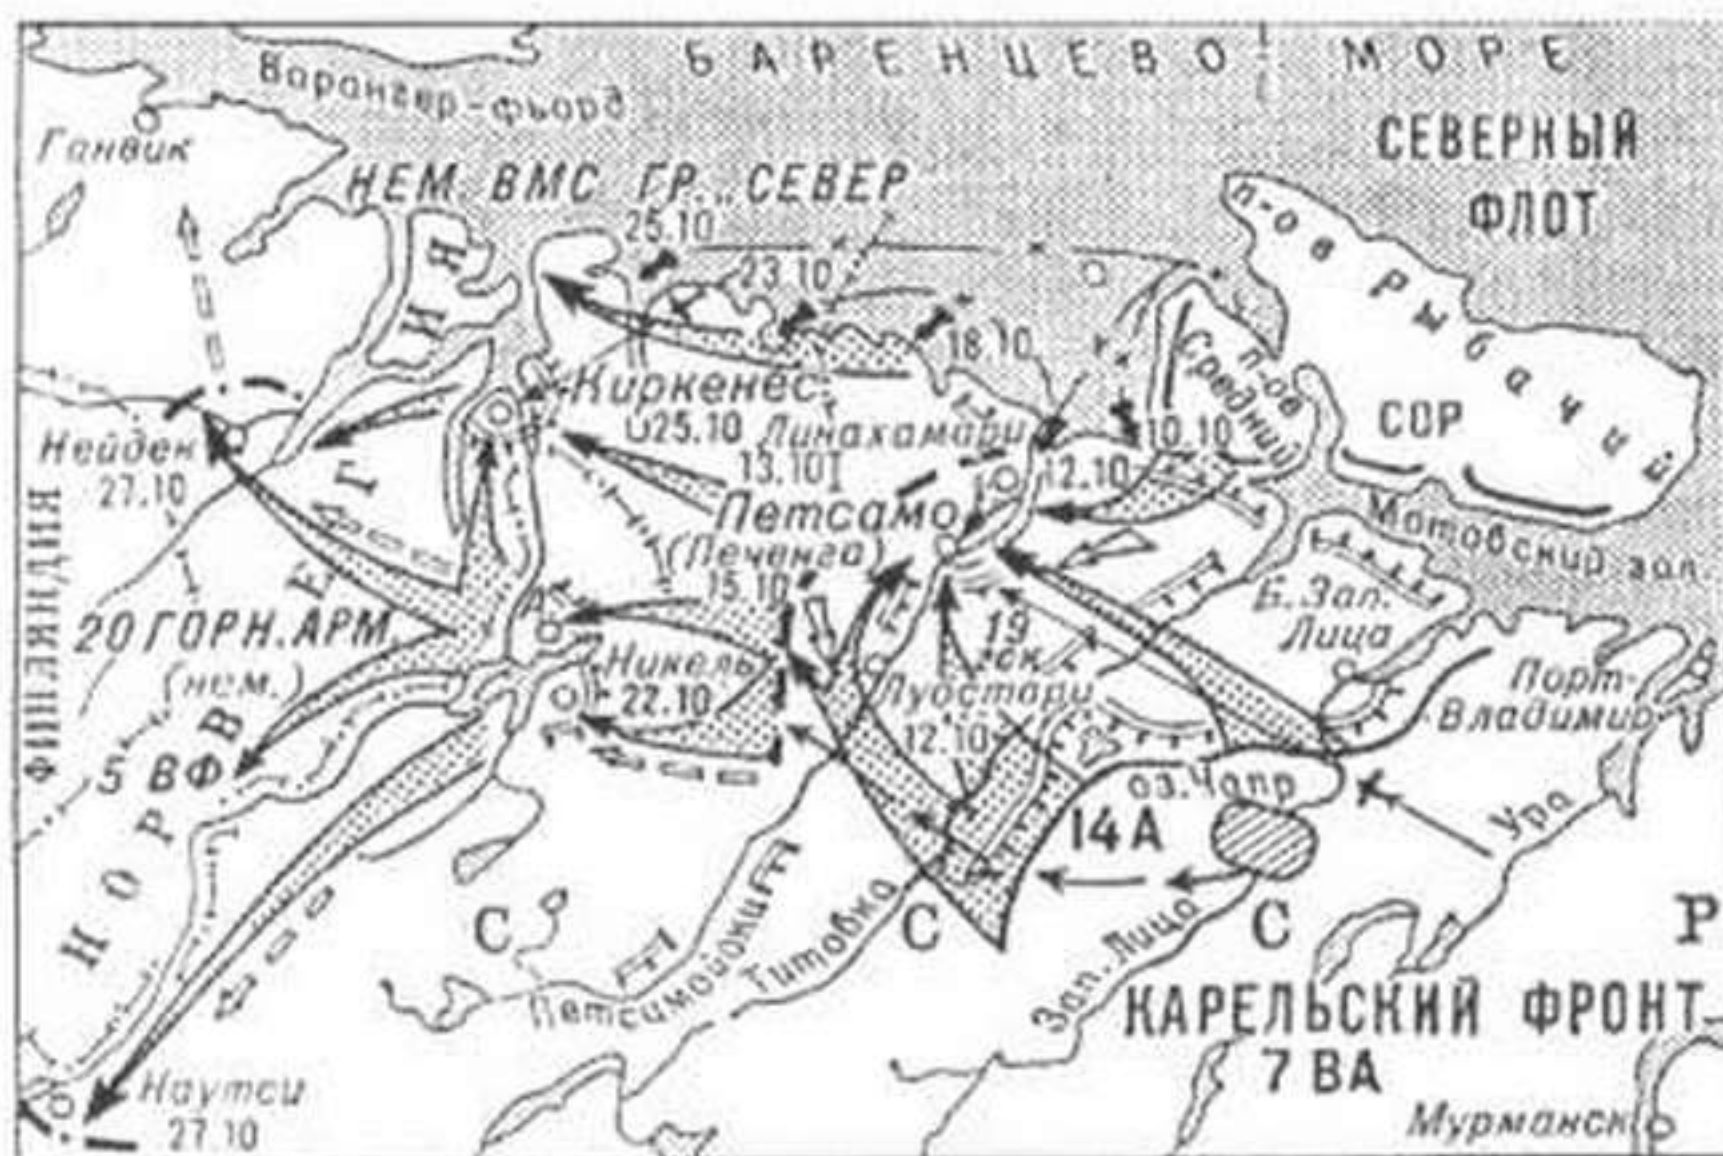 БАРЕНЦЕВО МОРЕ
Варангер-фьорд
СЕВЕРНЫЙ
ФЛОТ
Ганвик
НЕМ. ВМС ГР. „СЕВЕР
п-ов Рыбачий
25.10
23.10
18.10
п-ов
Средний
СОР
Киркенес
25.10
Линахамари
10.10
13.10
12.10
Нейден
27.10
Петсамо
(Печенга)
15.10
Мотовский зал.
ФИНЛЯНДИЯ
НОРВЕГИЯ
20 ГОРН. АРМ.
(нем.)
5 ВФ
Б. Зап.
Лица
19
гск
Никель
22.10
Луостари
12.10
Порт-
Владимир
оз. Чапр
14 А
Ура
Петсимойоки
Титовка
Зап. Лица
С С С Р
КАРЕЛЬСКИЙ ФРОНТ
7 ВА
Наутси
27.10
Мурманск